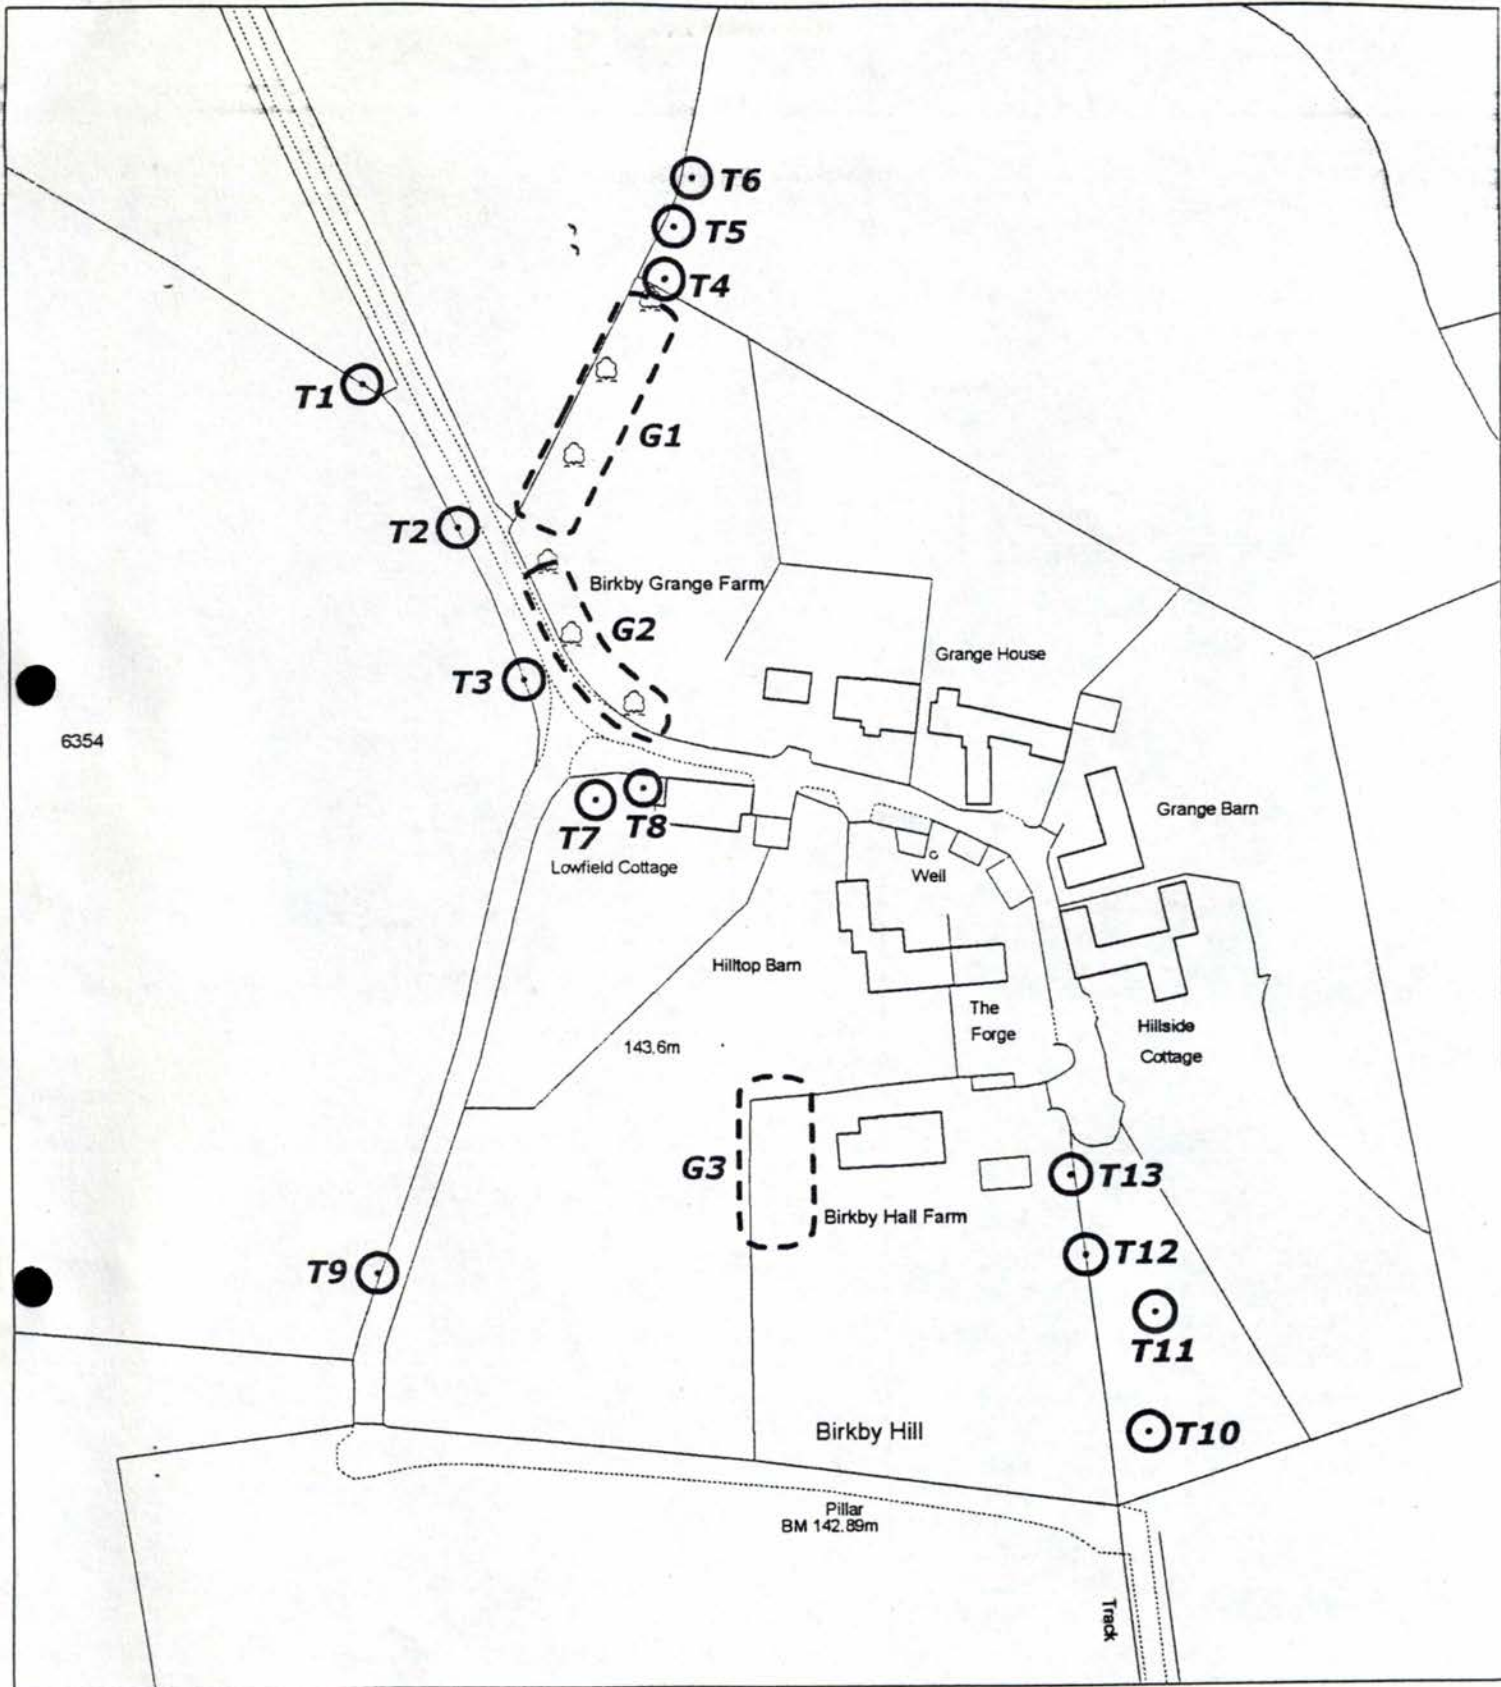 T6
T5
T4
T1
G1
T2
Birkby Grange Farm
G2
Grange House
T3
6354
Grange Barn
T7
T8
Lowfield Cottage
Well
Hilltop Barn
The
Forge
Hillside
Cottage
143.6m
G3
T13
Birkby Hall Farm
T12
T9
T11
Birkby Hill
T10
Pillar
BM 142.89m
Track